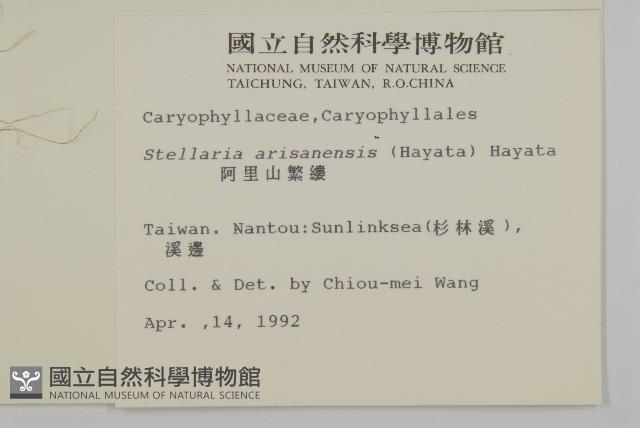 國立自然科學博物館
NATIONAL MUSEUM OF NATURAL SCIENCE
TAICHUNG, TAIWAN, R.O.CHINA
Caryophyllaceae,Caryophyllales
Stellaria arisanensis (Hayata) Hayata
阿里山繁縷
Taiwan. Nantou:Sunlinksea(杉林溪),
溪邊
Coll. & Det. by Chiou-mei Wang
Apr. ,14, 1992
國立自然科學博物館
NATIONAL MUSEUM OF NATURAL SCIENCE